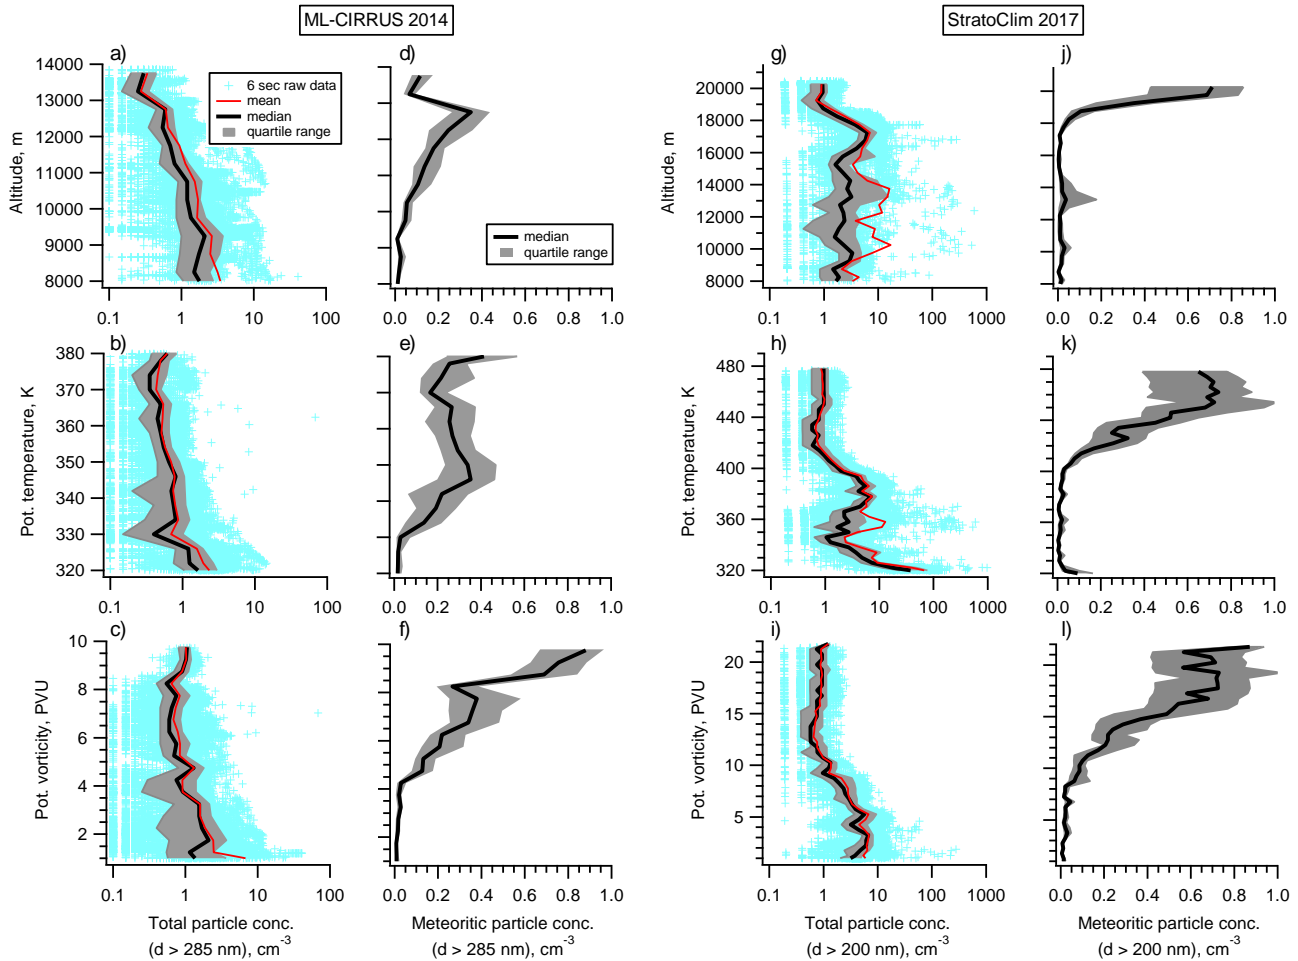 ML-CIRRUS 2014
StratoClim 2017
a)
d)
g)
j)
14000
13000
12000
11000
10000
9000
8000
Altitude, m
6 sec raw data
mean
median
quartile range
median
quartile range
0.1 1 10 100
0.0 0.2 0.4 0.6 0.8 1.0
20000
18000
16000
14000
12000
10000
8000
Altitude, m
0.1 1 10 100 1000
0.0 0.2 0.4 0.6 0.8 1.0
b)
e)
h)
k)
380
370
360
350
340
330
320
Pot. temperature, K
0.1 1 10 100
0.0 0.2 0.4 0.6 0.8 1.0
480
440
400
360
320
Pot. temperature, K
0.1 1 10 100 1000
0.0 0.2 0.4 0.6 0.8 1.0
c)
f)
i)
l)
10
8
6
4
2
Pot. vorticity, PVU
0.1 1 10 100
0.0 0.2 0.4 0.6 0.8 1.0
20
15
10
5
Pot. vorticity, PVU
0.1 1 10 100 1000
0.0 0.2 0.4 0.6 0.8 1.0
Total particle conc.
(d > 285 nm), cm⁻³
Meteoritic particle conc.
(d > 285 nm), cm⁻³
Total particle conc.
(d > 200 nm), cm⁻³
Meteoritic particle conc.
(d > 200 nm), cm⁻³